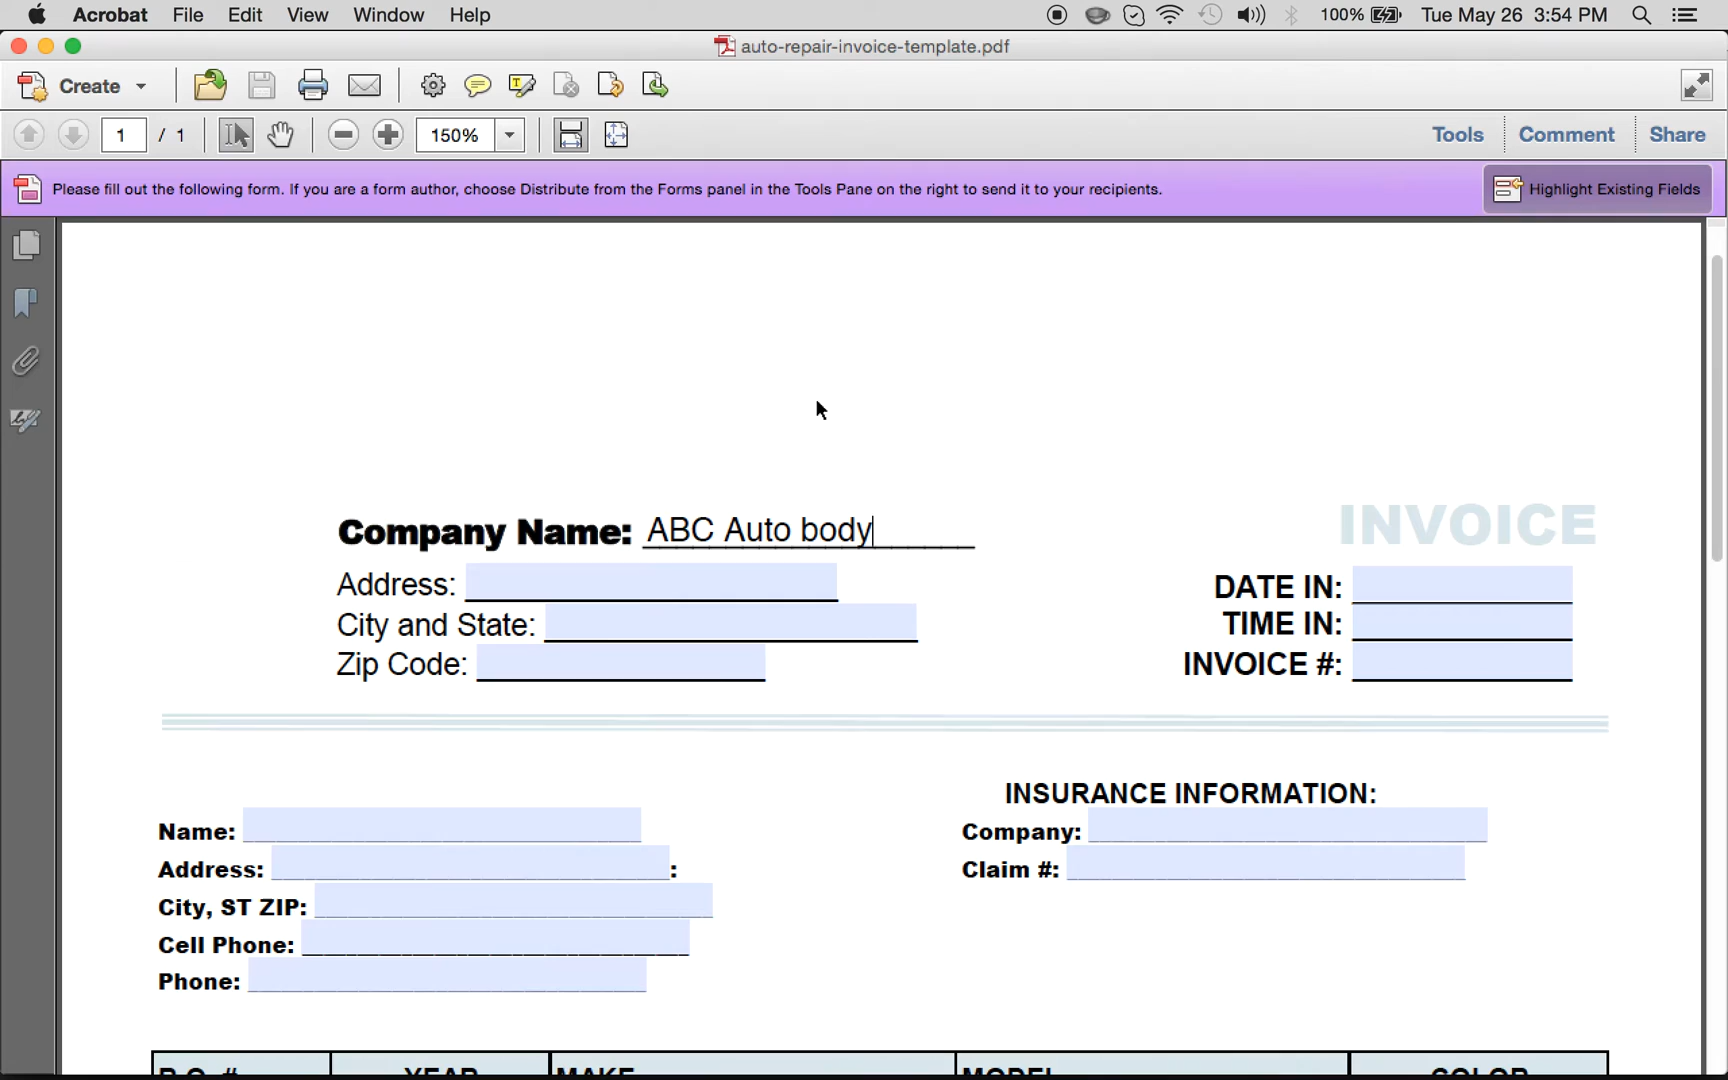 Acrobat File Edit View Window Help 100% Tue May 26 3:54 PM
auto-repair-invoice-template.pdf
Create
1 / 1 150% Tools Comment Share
Please fill out the following form. If you are a form author, choose Distribute from the Forms panel in the Tools Pane on the right to send it to your recipients. Highlight Existing Fields
INVOICE
Company Name: ABC Auto body
Address:
City and State:
Zip Code:
DATE IN:
TIME IN:
INVOICE #:
Name:
Address: :
City, ST ZIP:
Cell Phone:
Phone:
INSURANCE INFORMATION:
Company:
Claim #:
R.O. # YEAR MAKE MODEL COLOR